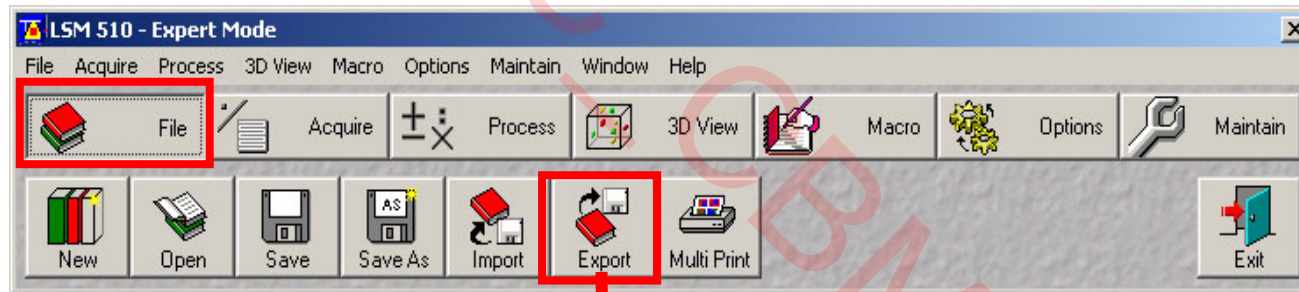 LSM 510 - Expert Mode
File Acquire Process 3D View Macro Options Maintain Window Help
File Acquire Process 3D View Macro Options Maintain
AS
New Open Save Save As Import Export Multi Print Exit